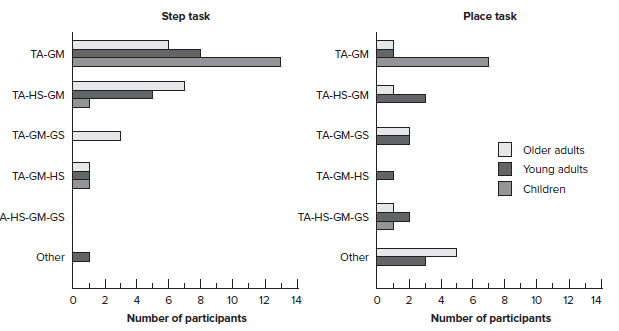 Step task
TA-GM
TA-HS-GM
TA-GM-GS
TA-GM-HS
A-HS-GM-GS
Other
0 2 4 6 8 10 12 14
Number of participants
Place task
TA-GM
TA-HS-GM
TA-GM-GS
TA-GM-HS
TA-HS-GM-GS
Other
0 2 4 6 8 10 12 14
Number of participants
Older adults
Young adults
Children